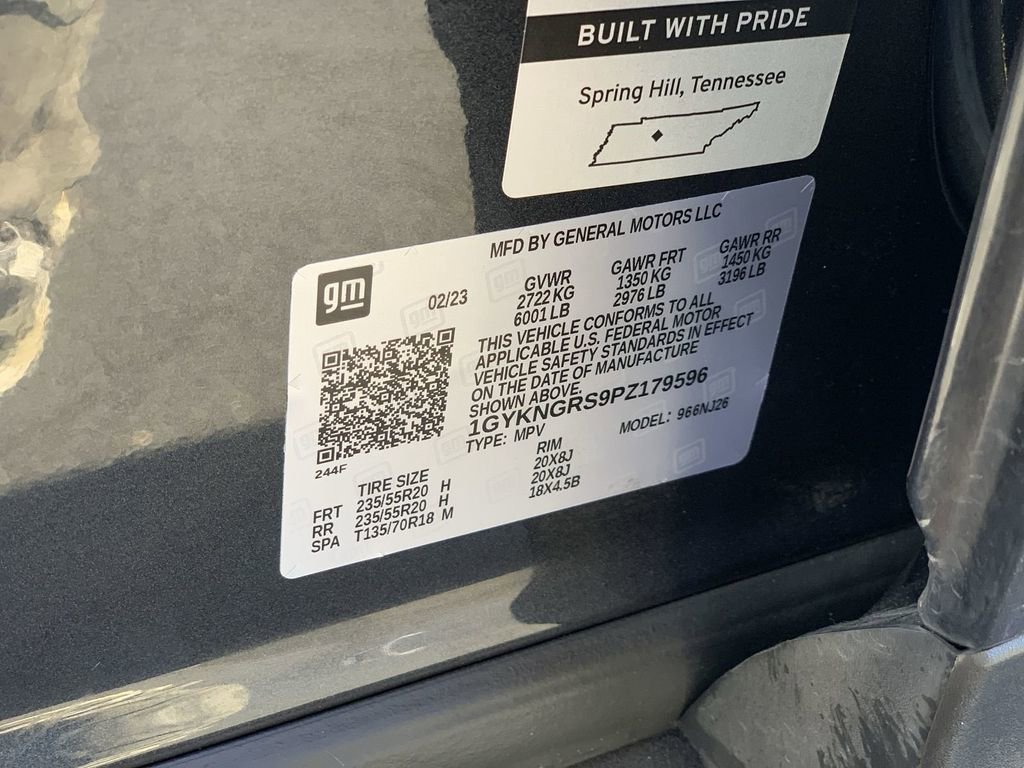 BUILT WITH PRIDE
Spring Hill, Tennessee
MFD BY GENERAL MOTORS LLC
gm
02/23
GVWR GAWR FRT GAWR RR
2722 KG 1350 KG 1450 KG
6001 LB 2976 LB 3196 LB
THIS VEHICLE CONFORMS TO ALL
APPLICABLE U.S. FEDERAL MOTOR
VEHICLE SAFETY STANDARDS IN EFFECT
ON THE DATE OF MANUFACTURE
SHOWN ABOVE.
1GYKNGRS9PZ179596
TYPE: MPV MODEL: 966NJ26
244F
TIRE SIZE RIM
FRT 235/55R20 H 20X8J
RR 235/55R20 H 20X8J
SPA T135/70R18 M 18X4.5B